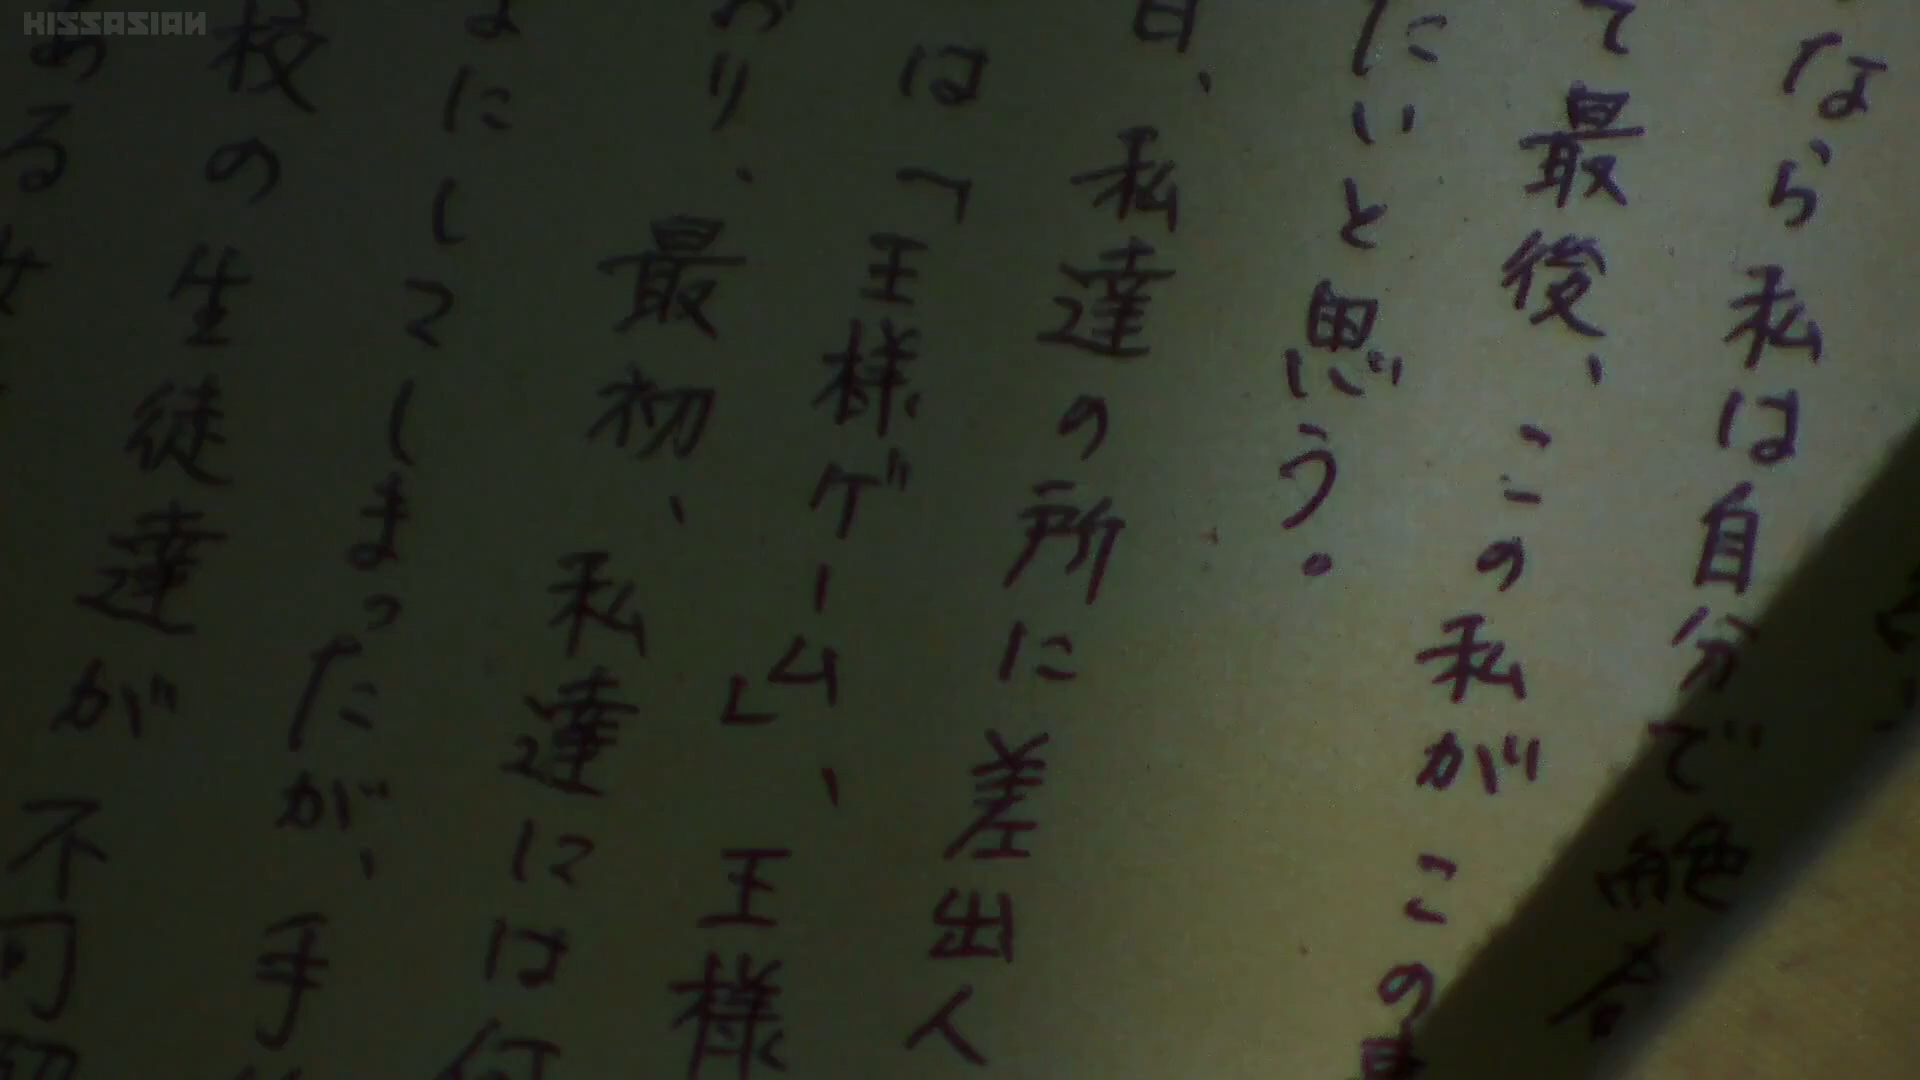 KISSASIAN
なら私は自分で絶
て最後、この私がこの
たいと思う。
日、私達の所に差出人
は「王様ゲーム」、王様
おり、最初、私達には何
まにしてしまったが、手
校の生徒達が
ある 不可